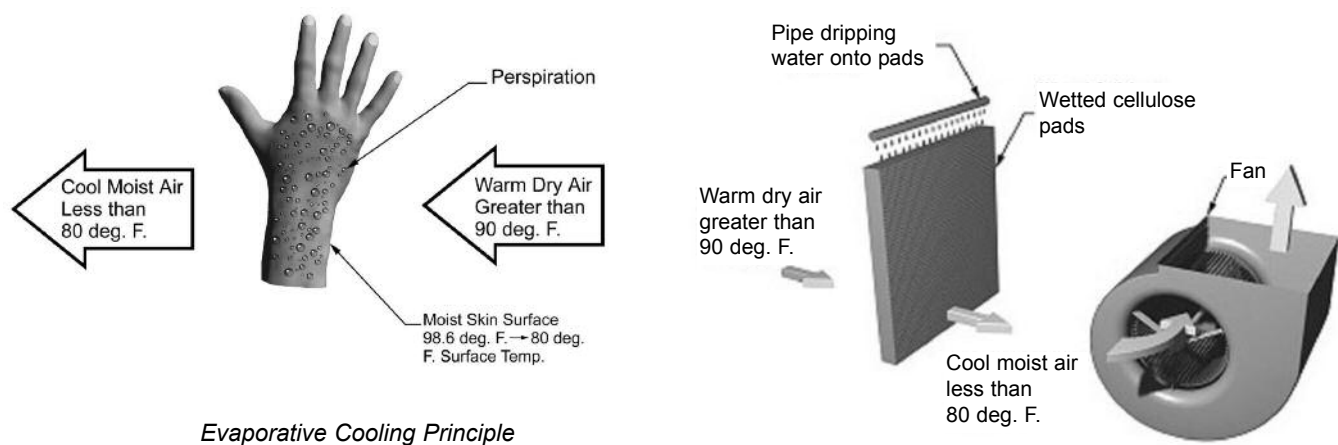 Perspiration
Cool Moist Air
Less than
80 deg. F.
Warm Dry Air
Greater than
90 deg. F.
Moist Skin Surface
98.6 deg. F.→80 deg.
F. Surface Temp.
Evaporative Cooling Principle
Pipe dripping
water onto pads
Wetted cellulose
pads
Fan
Warm dry air
greater than
90 deg. F.
Cool moist air
less than
80 deg. F.